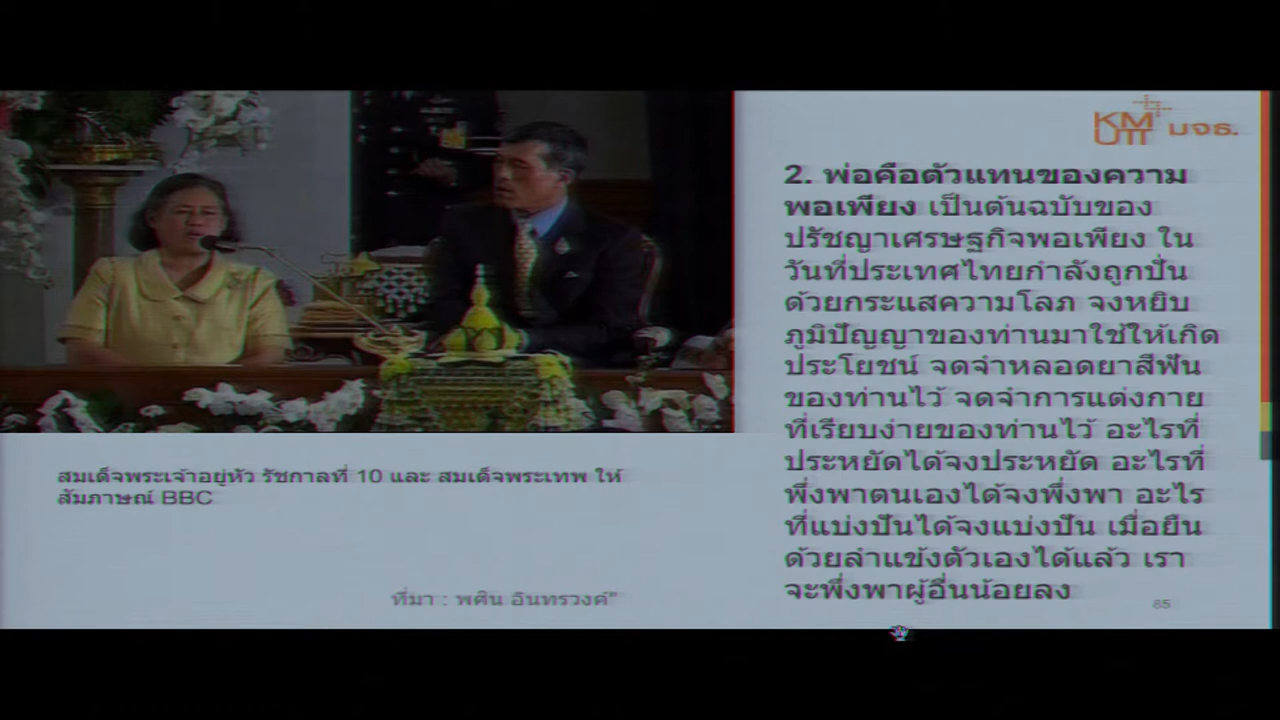 KM
UTT
มจธ.
2. พ่อคือตัวแทนของความ
พอเพียง เป็นต้นฉบับของ
ปรัชญาเศรษฐกิจพอเพียง ใน
วันที่ประเทศไทยกำลังถูกปั่น
ด้วยกระแสความโลภ จงหยิบ
ภูมิปัญญาของท่านมาใช้ให้เกิด
ประโยชน์ จดจำหลอดยาสีฟัน
ของท่านไว้ จดจำการแต่งกาย
ที่เรียบง่ายของท่านไว้ อะไรที่
ประหยัดได้จงประหยัด อะไรที่
พึ่งพาตนเองได้จงพึ่งพา อะไร
ที่แบ่งปันได้จงแบ่งปัน เมื่อยืน
ด้วยลำแข้งตัวเองได้แล้ว เรา
จะพึ่งพาผู้อื่นน้อยลง
สมเด็จพระเจ้าอยู่หัว รัชกาลที่ 10 และ สมเด็จพระเทพ ให้
สัมภาษณ์ BBC
ที่มา : พศิน อินทรวงค์"
85